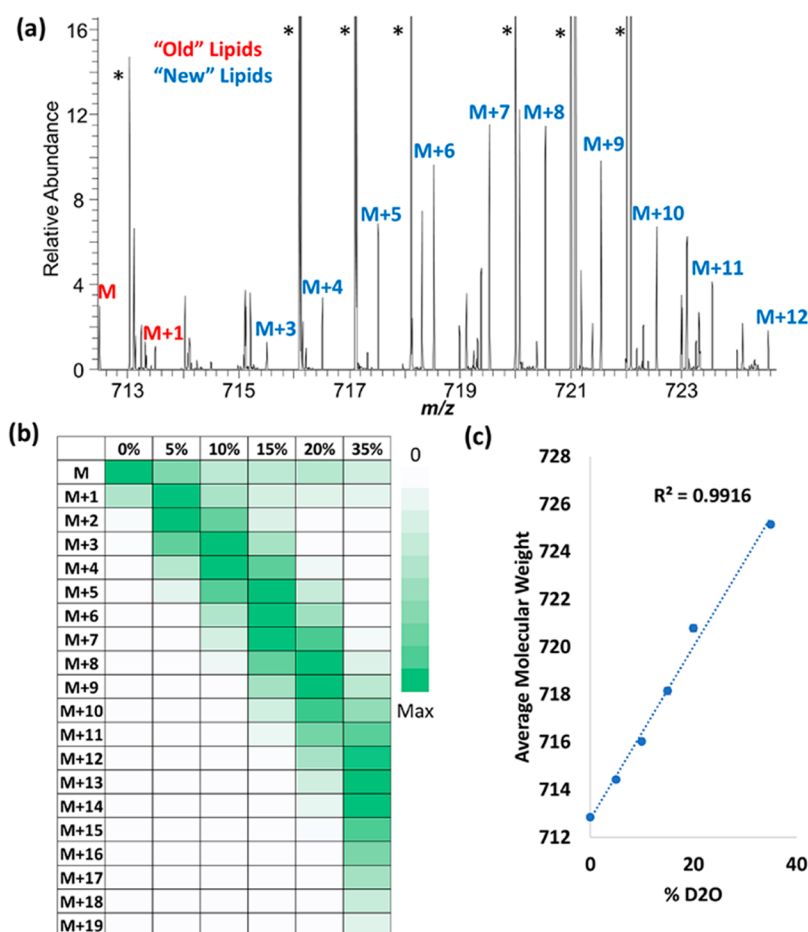 (a)
16
12
8
4
0
Relative Abundance
"Old" Lipids
"New" Lipids
*
*
*
*
*
*
*
M
M+1
M+3
M+4
M+5
M+6
M+7
M+8
M+9
M+10
M+11
M+12
713
715
717
719
721
723
m/z
(b)
0% 5% 10% 15% 20% 35%
M
M+1
M+2
M+3
M+4
M+5
M+6
M+7
M+8
M+9
M+10
M+11
M+12
M+13
M+14
M+15
M+16
M+17
M+18
M+19
0
Max
(c)
728
726
724
722
720
718
716
714
712
Average Molecular Weight
R² = 0.9916
0 20 40
% D2O